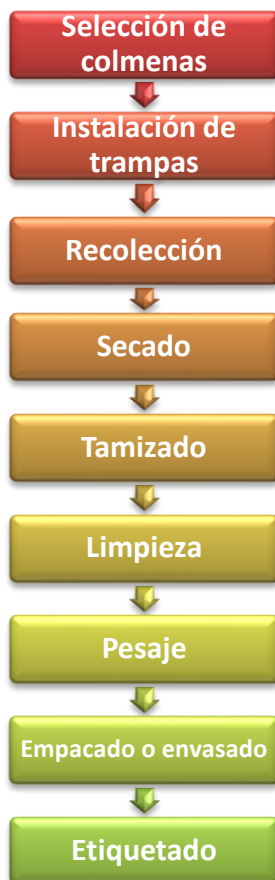 Selección de
colmenas
Instalación de
trampas
Recolección
Secado
Tamizado
Limpieza
Pesaje
Empacado o envasado
Etiquetado